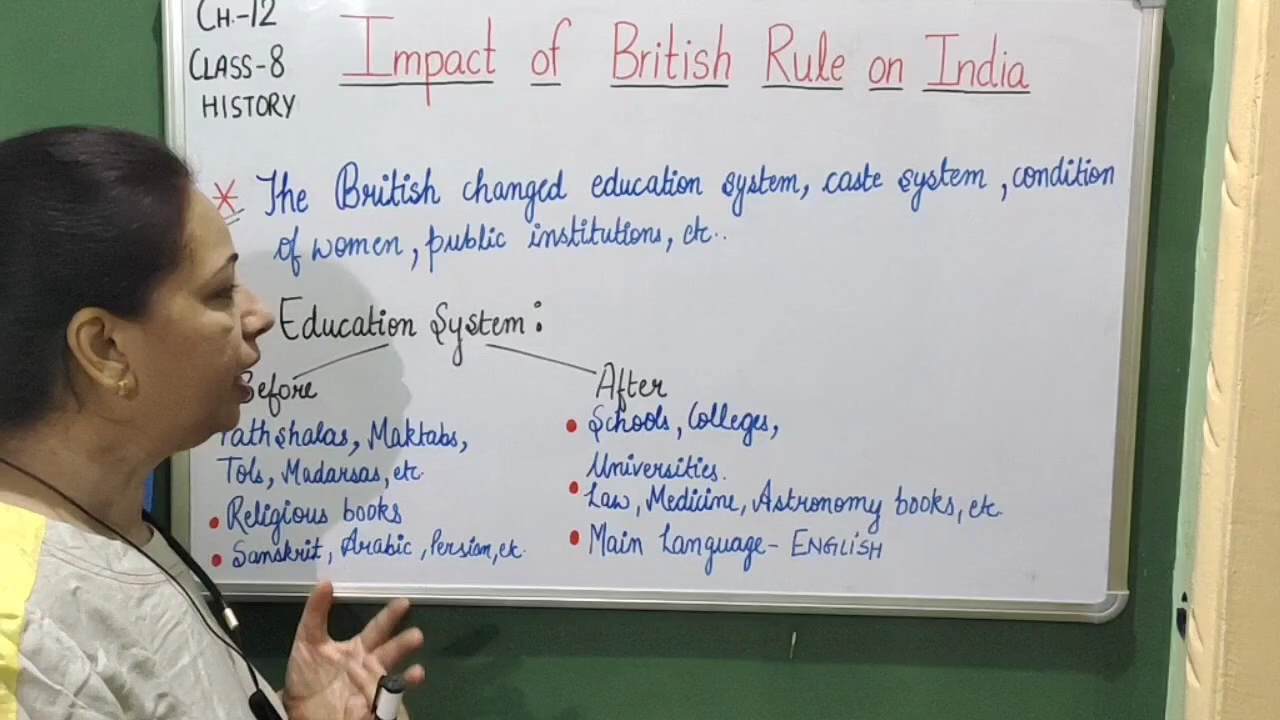 CH.-12
CLASS-8
HISTORY
Impact of British Rule on India
* The British changed education system, caste system, condition
of women, public institutions, etc..
Education System:
Before
After
Pathshalas, Maktabs,
Tols, Madarsas, etc.
• Religious books
• Sanskrit, Arabic, Persian, etc.
• Schools, Colleges,
Universities.
• Law, Medicine, Astronomy books, etc.
• Main Language - ENGLISH